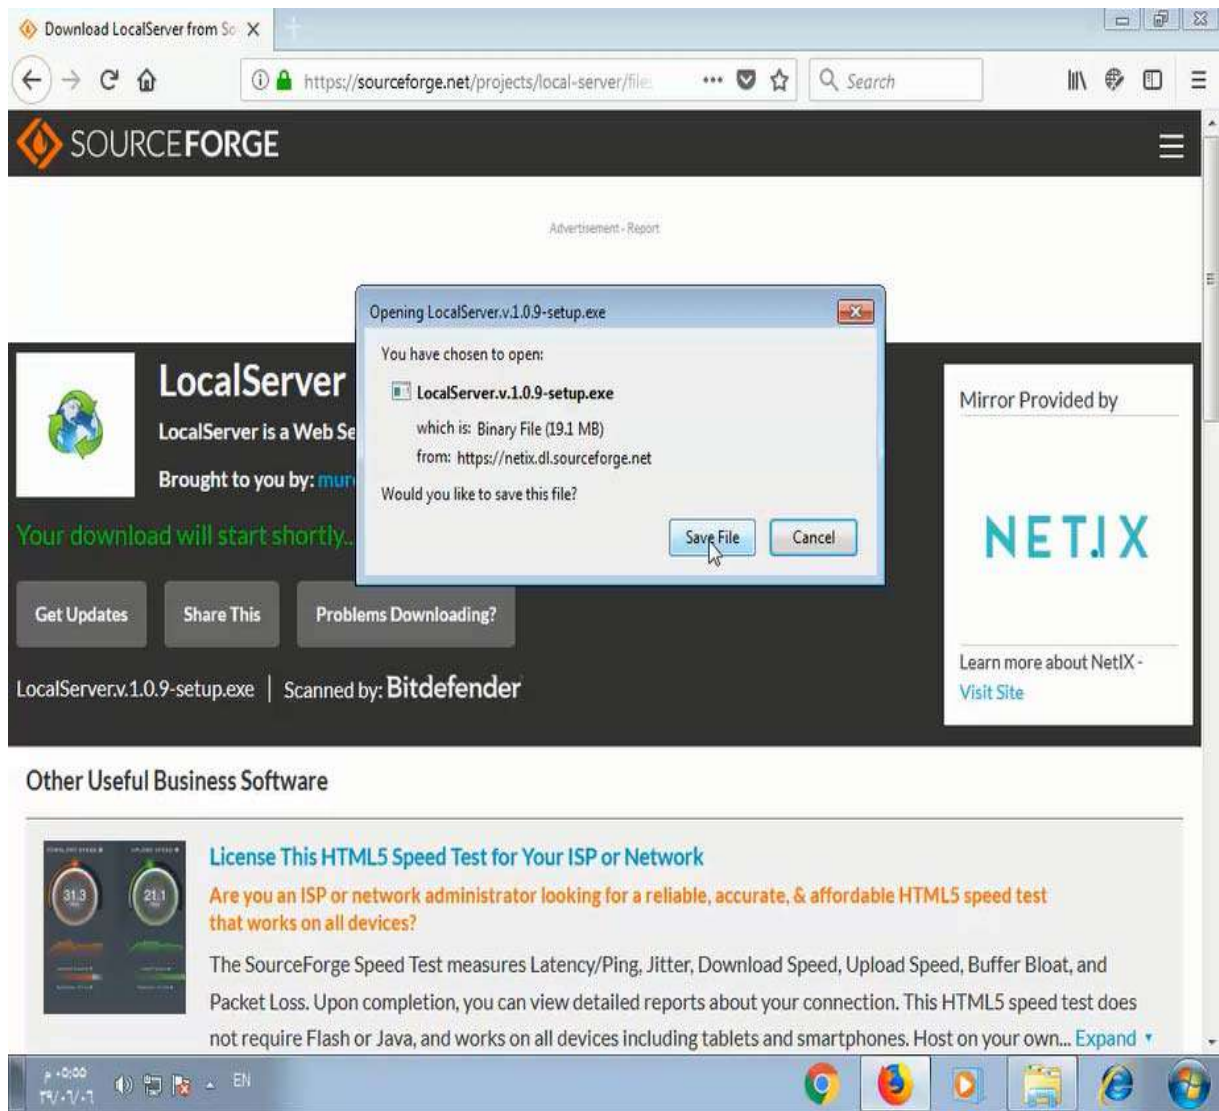 Download LocalServer from So
https://sourceforge.net/projects/local-server/file
Search
SOURCEFORGE
Advertisement - Report
Opening LocalServer.v.1.0.9-setup.exe
You have chosen to open:
LocalServer.v.1.0.9-setup.exe
which is: Binary File (19.1 MB)
from: https://netix.dl.sourceforge.net
Would you like to save this file?
Save File
Cancel
LocalServer
LocalServer is a Web Se
Brought to you by:
Your download will start shortly...
Get Updates
Share This
Problems Downloading?
LocalServer.v.1.0.9-setup.exe | Scanned by: Bitdefender
Mirror Provided by
NETIX
Learn more about NetIX -
Visit Site
Other Useful Business Software
31.3
21.1
License This HTML5 Speed Test for Your ISP or Network
Are you an ISP or network administrator looking for a reliable, accurate, & affordable HTML5 speed test
that works on all devices?
The SourceForge Speed Test measures Latency/Ping, Jitter, Download Speed, Upload Speed, Buffer Bloat, and
Packet Loss. Upon completion, you can view detailed reports about your connection. This HTML5 speed test does
not require Flash or Java, and works on all devices including tablets and smartphones. Host on your own... Expand
EN